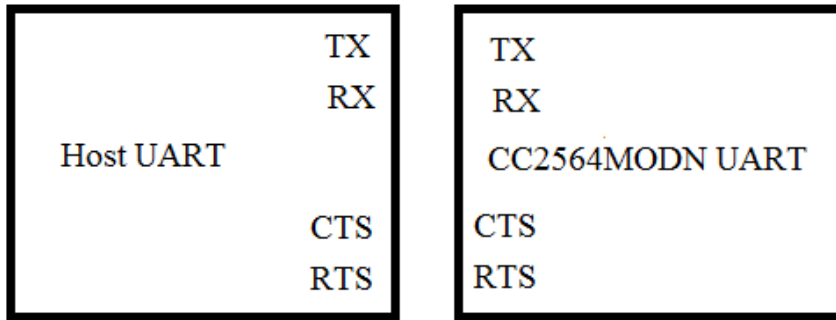 TX
RX
Host UART
CTS
RTS
TX
RX
CC2564MODN UART
CTS
RTS